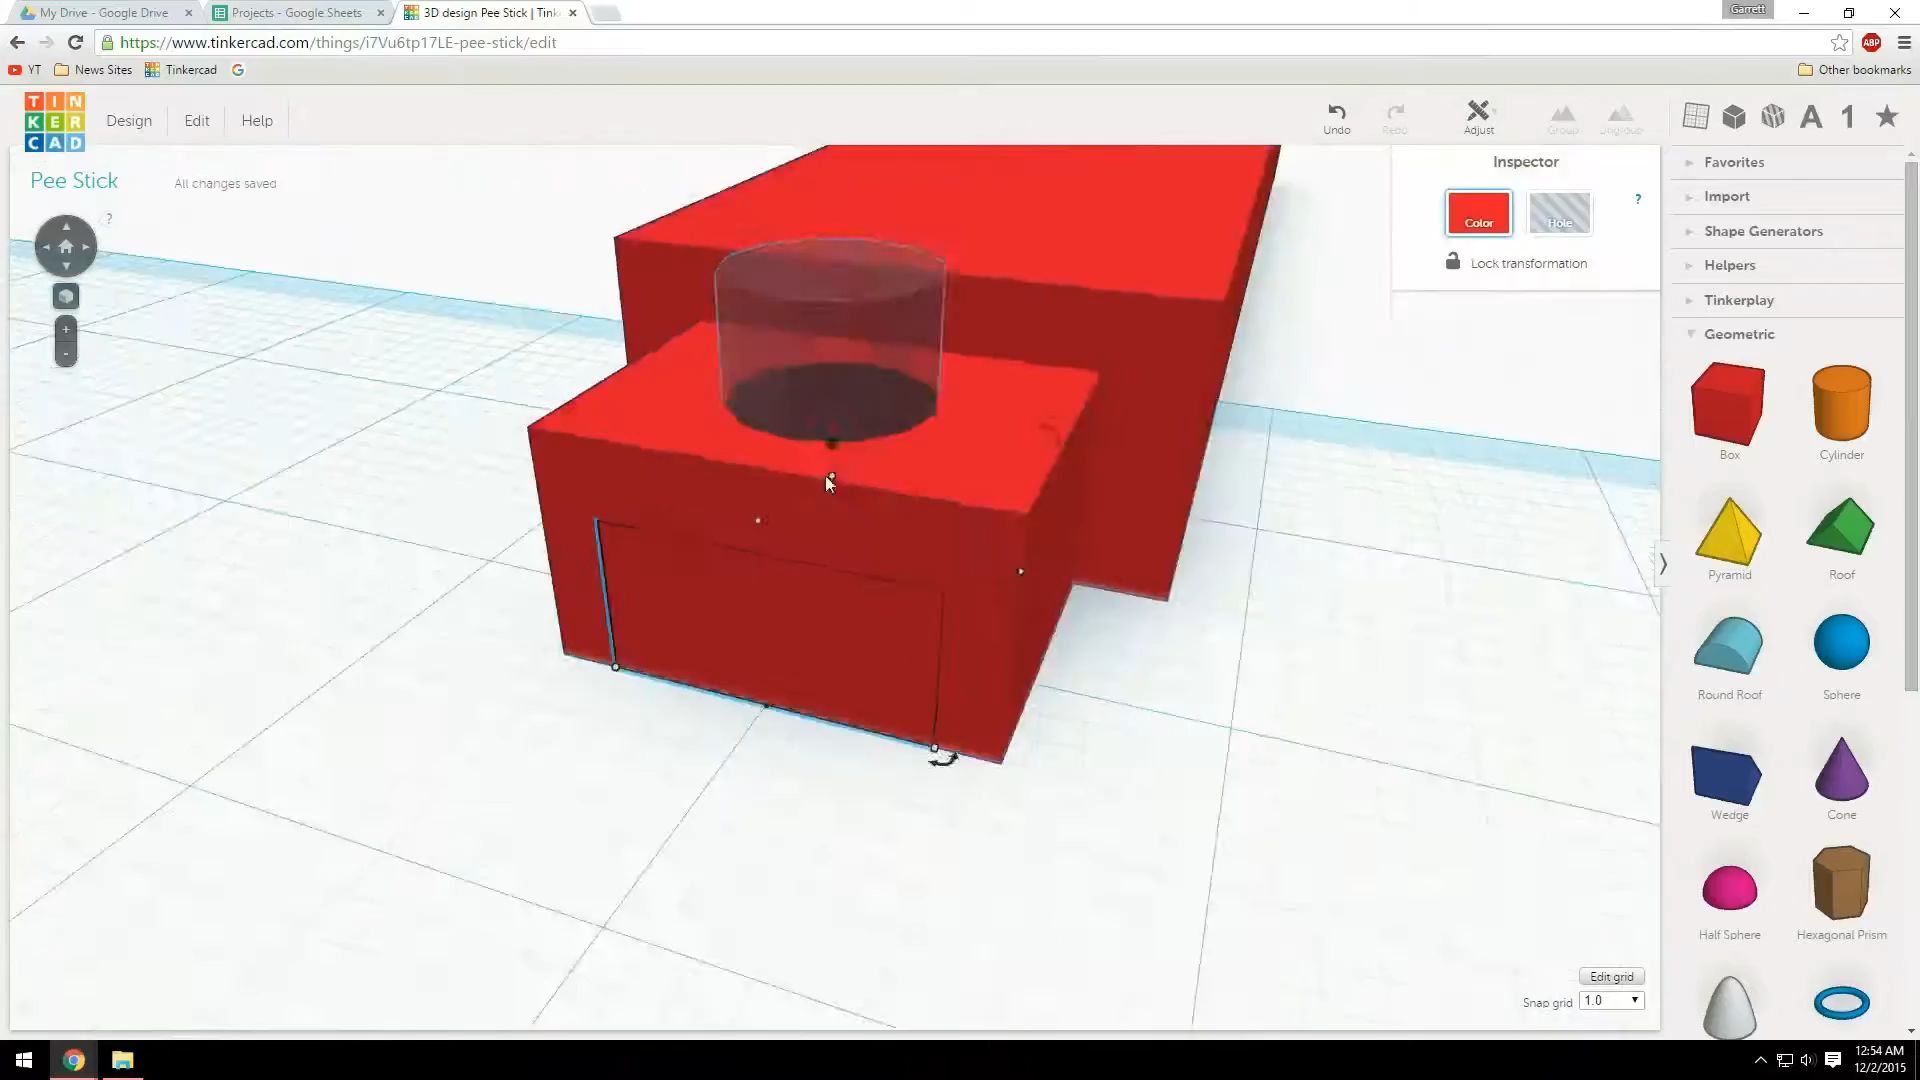 My Drive - Google Drive
Projects - Google Sheets
3D design Pee Stick | Tink
Garrett
https://www.tinkercad.com/things/i7Vu6tp17LE-pee-stick/edit
ABP
YT
News Sites
Tinkercad
Other bookmarks
TIN
KER
CAD
Design
Edit
Help
Undo
Redo
Adjust
Group
Ungroup
A
1
Pee Stick
All changes saved
?
+
-
Inspector
Color
Hole
?
Lock transformation
Favorites
Import
Shape Generators
Helpers
Tinkerplay
Geometric
Box
Cylinder
Pyramid
Roof
Round Roof
Sphere
Wedge
Cone
Half Sphere
Hexagonal Prism
Edit grid
Snap grid 1.0
12:54 AM
12/2/2015